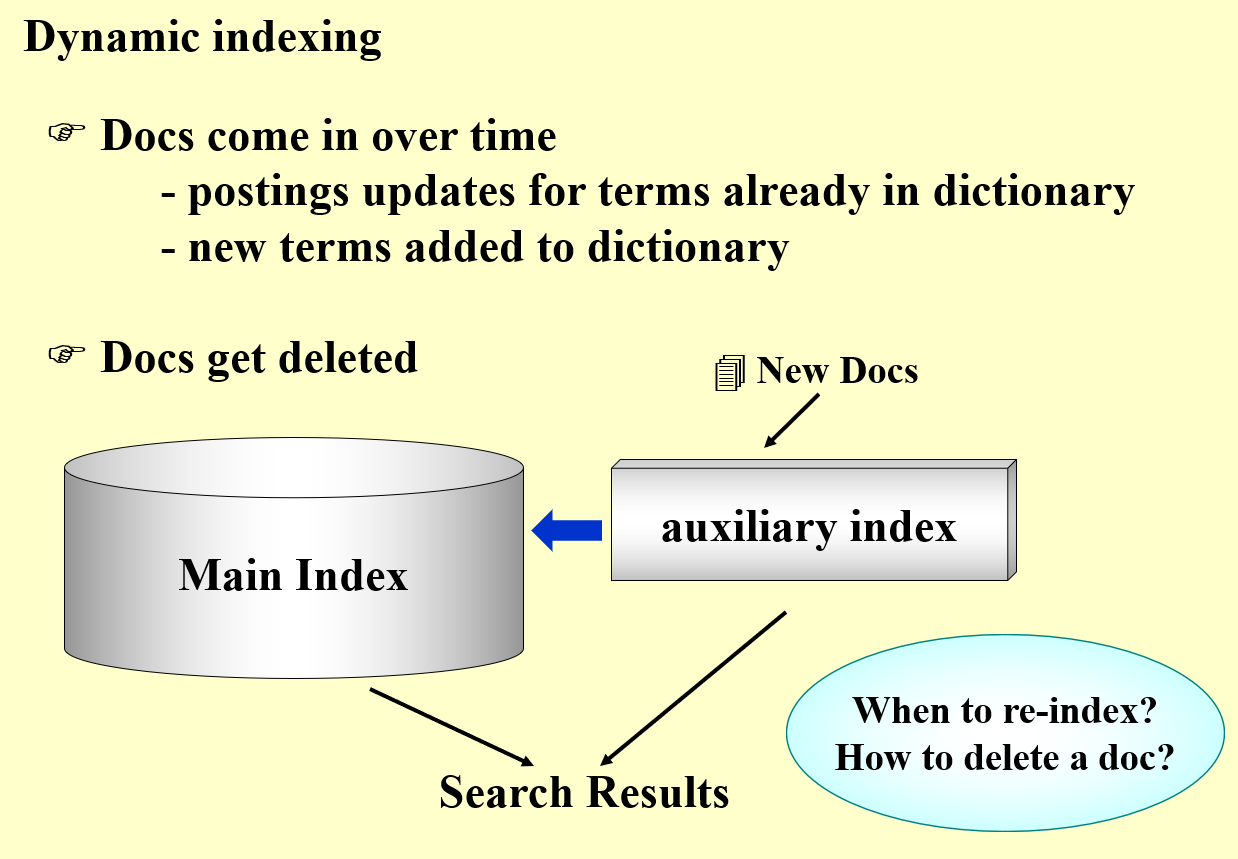 Dynamic indexing
☞ Docs come in over time
- postings updates for terms already in dictionary
- new terms added to dictionary
☞ Docs get deleted
New Docs
auxiliary index
Main Index
Search Results
When to re-index?
How to delete a doc?